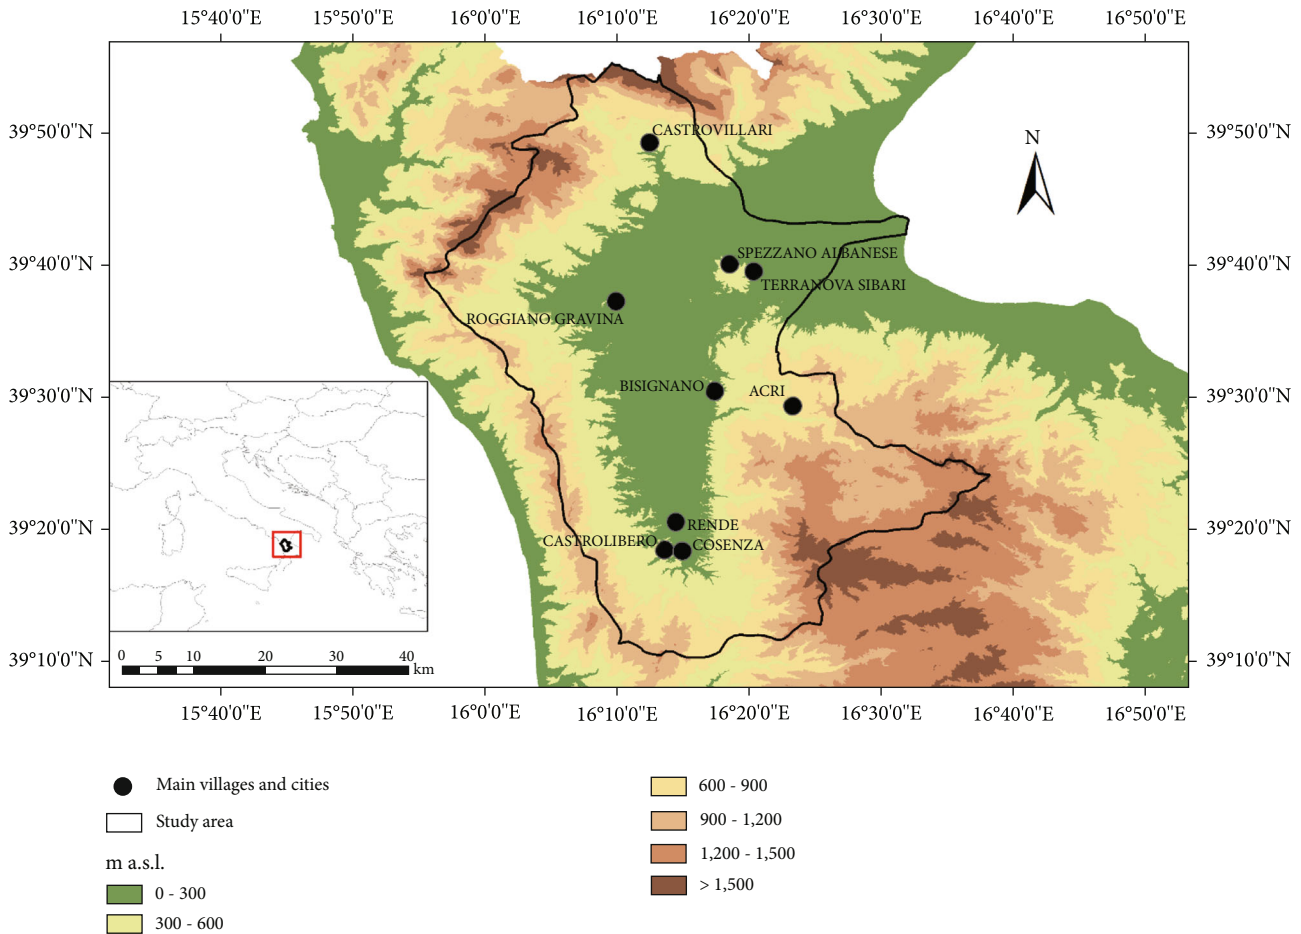 15°40'0"E 15°50'0"E 16°0'0"E 16°10'0"E 16°20'0"E 16°30'0"E 16°40'0"E 16°50'0"E
39°50'0"N
CASTROVILLARI
39°50'0"N
N
39°40'0"N
SPEZZANO ALBANESE
39°40'0"N
TERRANOVA SIBARI
ROGGIANO GRAVINA
39°30'0"N
BISIGNANO
ACRI
39°30'0"N
39°20'0"N
RENDE
39°20'0"N
CASTROLIBERO
COSENZA
39°10'0"N
0 5 10 20 30 40
km
39°10'0"N
15°40'0"E 15°50'0"E 16°0'0"E 16°10'0"E 16°20'0"E 16°30'0"E 16°40'0"E 16°50'0"E
Main villages and cities
Study area
m a.s.l.
0 - 300
300 - 600
600 - 900
900 - 1,200
1,200 - 1,500
> 1,500